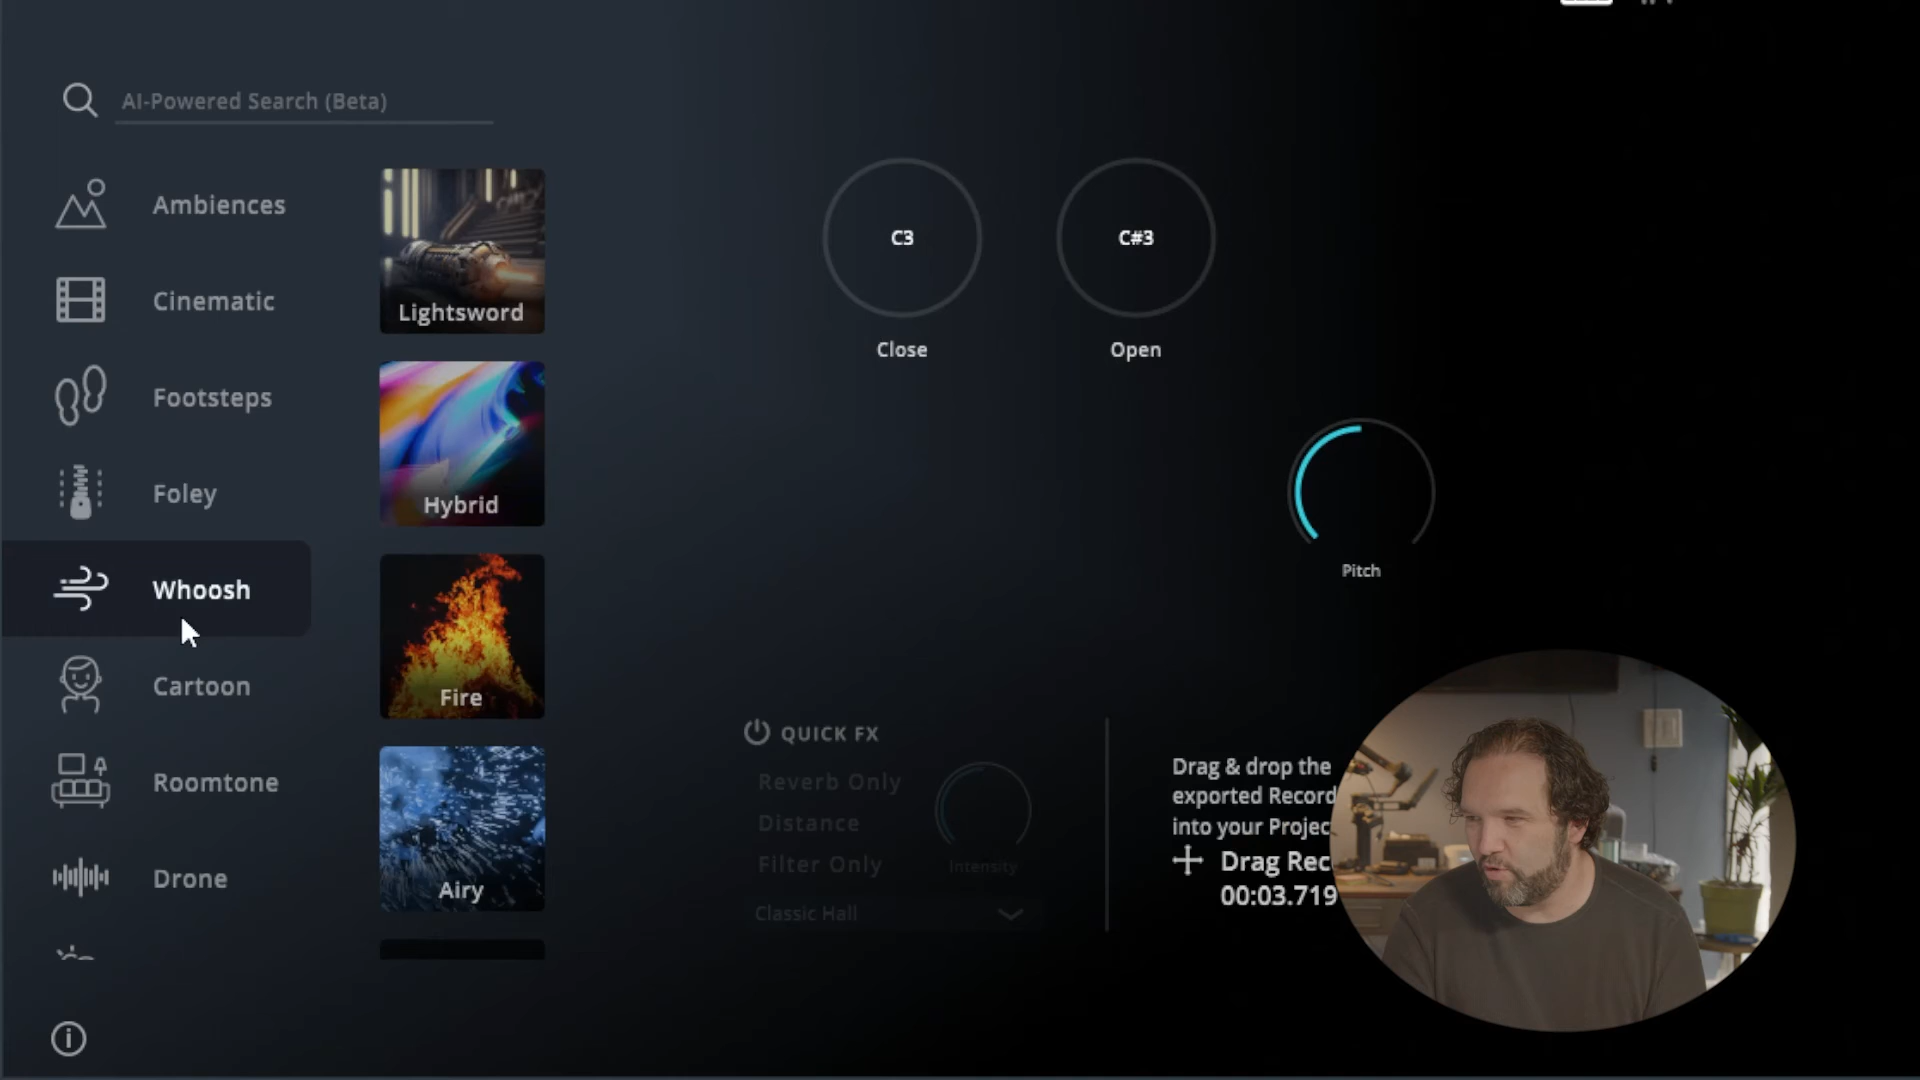 AI-Powered Search (Beta)
Ambiences
Cinematic
Footsteps
Foley
Whoosh
Cartoon
Roomtone
Drone
Lightsword
Hybrid
Fire
Airy
C3
Close
C#3
Open
Pitch
QUICK FX
Reverb Only
Distance
Filter Only
Intensity
Classic Hall
Drag & drop the
exported Record
into your Projec
Drag Rec
00:03.719